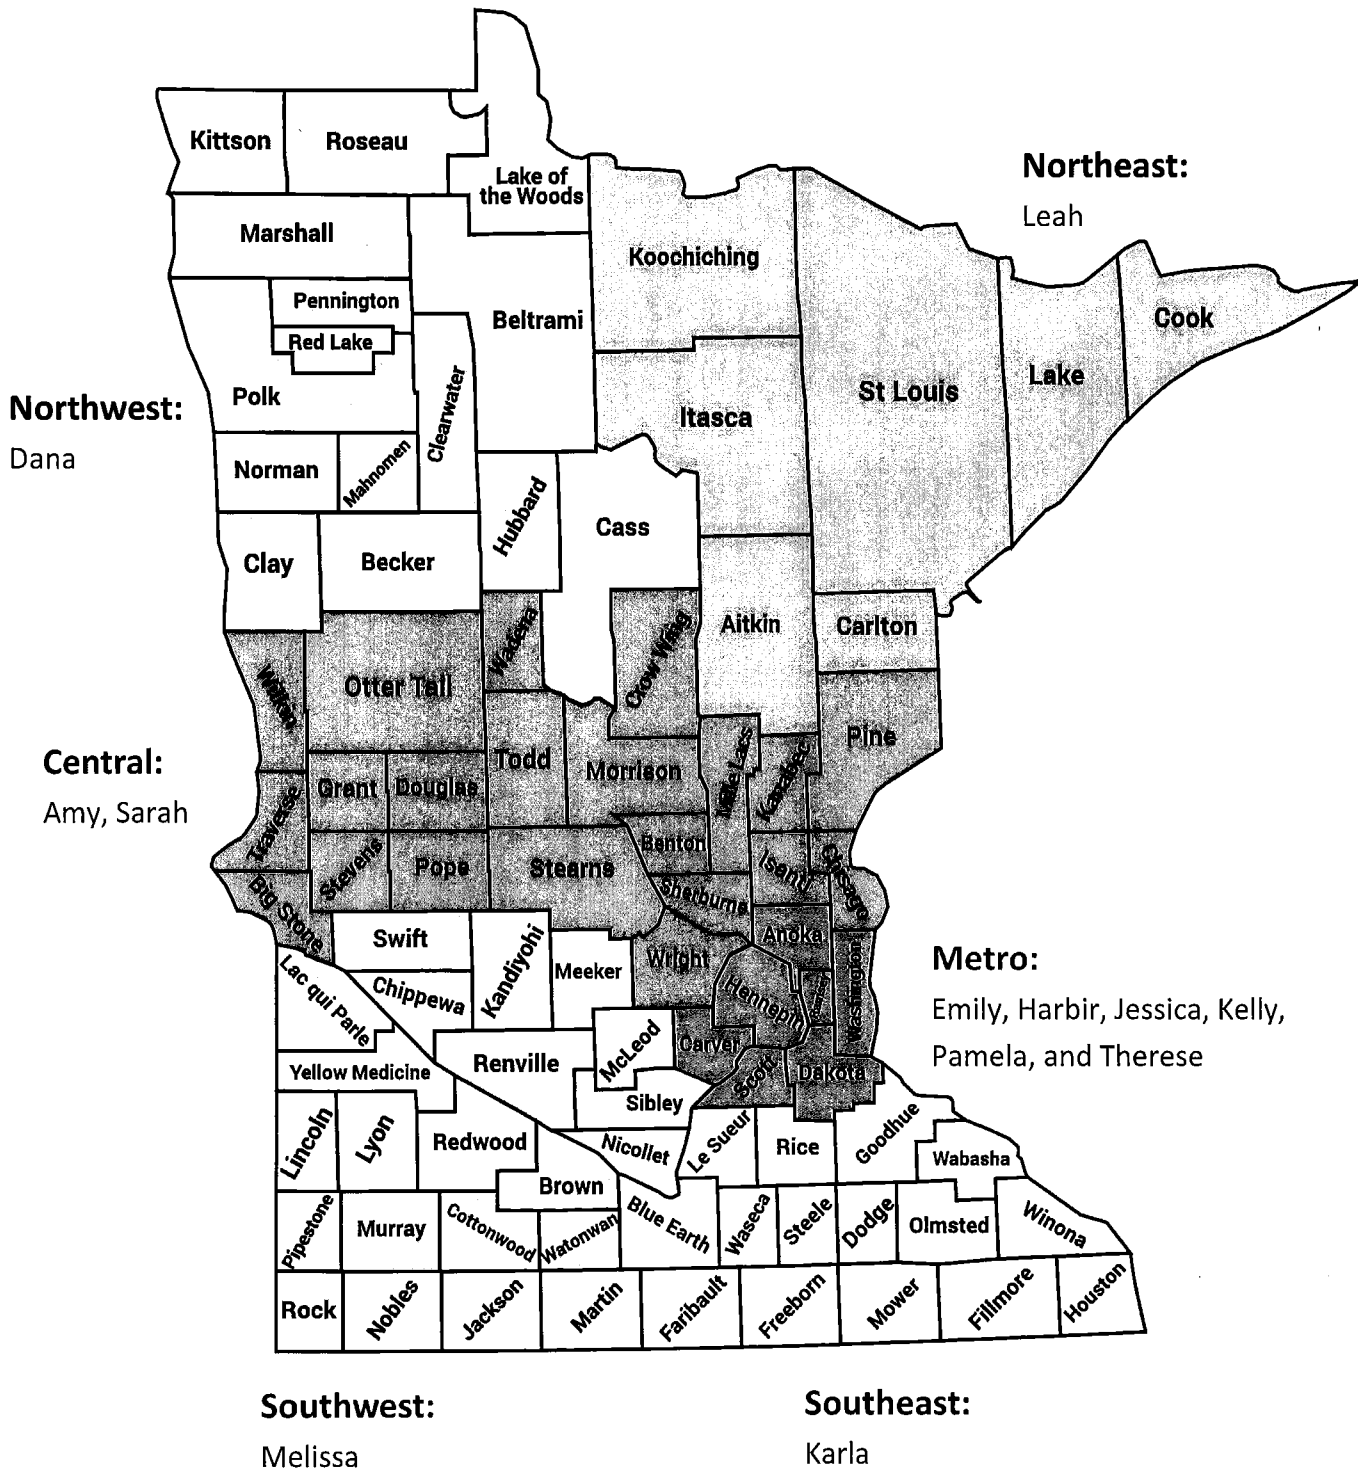 Kittson
Roseau
Lake of
the Woods
Northeast:
Leah
Marshall
Koochiching
Pennington
Beltrami
Cook
Red Lake
Lake
St Louis
Polk
Clearwater
Northwest:
Dana
Itasca
Norman
Mahnomen
Hubbard
Cass
Clay
Becker
Aitkin
Carlton
Wadena
Crow Wing
Wilkin
Otter Tail
Pine
Central:
Amy, Sarah
Todd
Morrison
Mille Lacs
Kanabec
Grant
Douglas
Traverse
Benton
Stevens
Pope
Stearns
Isanti
Chisago
Sherburne
Big Stone
Swift
Kandiyohi
Anoka
Meeker
Wright
Washington
Metro:
Emily, Harbir, Jessica, Kelly,
Pamela, and Therese
Lac qui Parle
Chippewa
Hennepin
Ramsey
McLeod
Carver
Renville
Yellow Medicine
Scott
Dakota
Sibley
Lincoln
Lyon
Redwood
Nicollet
Le Sueur
Rice
Goodhue
Wabasha
Brown
Pipestone
Murray
Cottonwood
Watonwan
Blue Earth
Waseca
Steele
Dodge
Olmsted
Winona
Rock
Nobles
Jackson
Martin
Faribault
Freeborn
Mower
Fillmore
Houston
Southwest:
Melissa
Southeast:
Karla